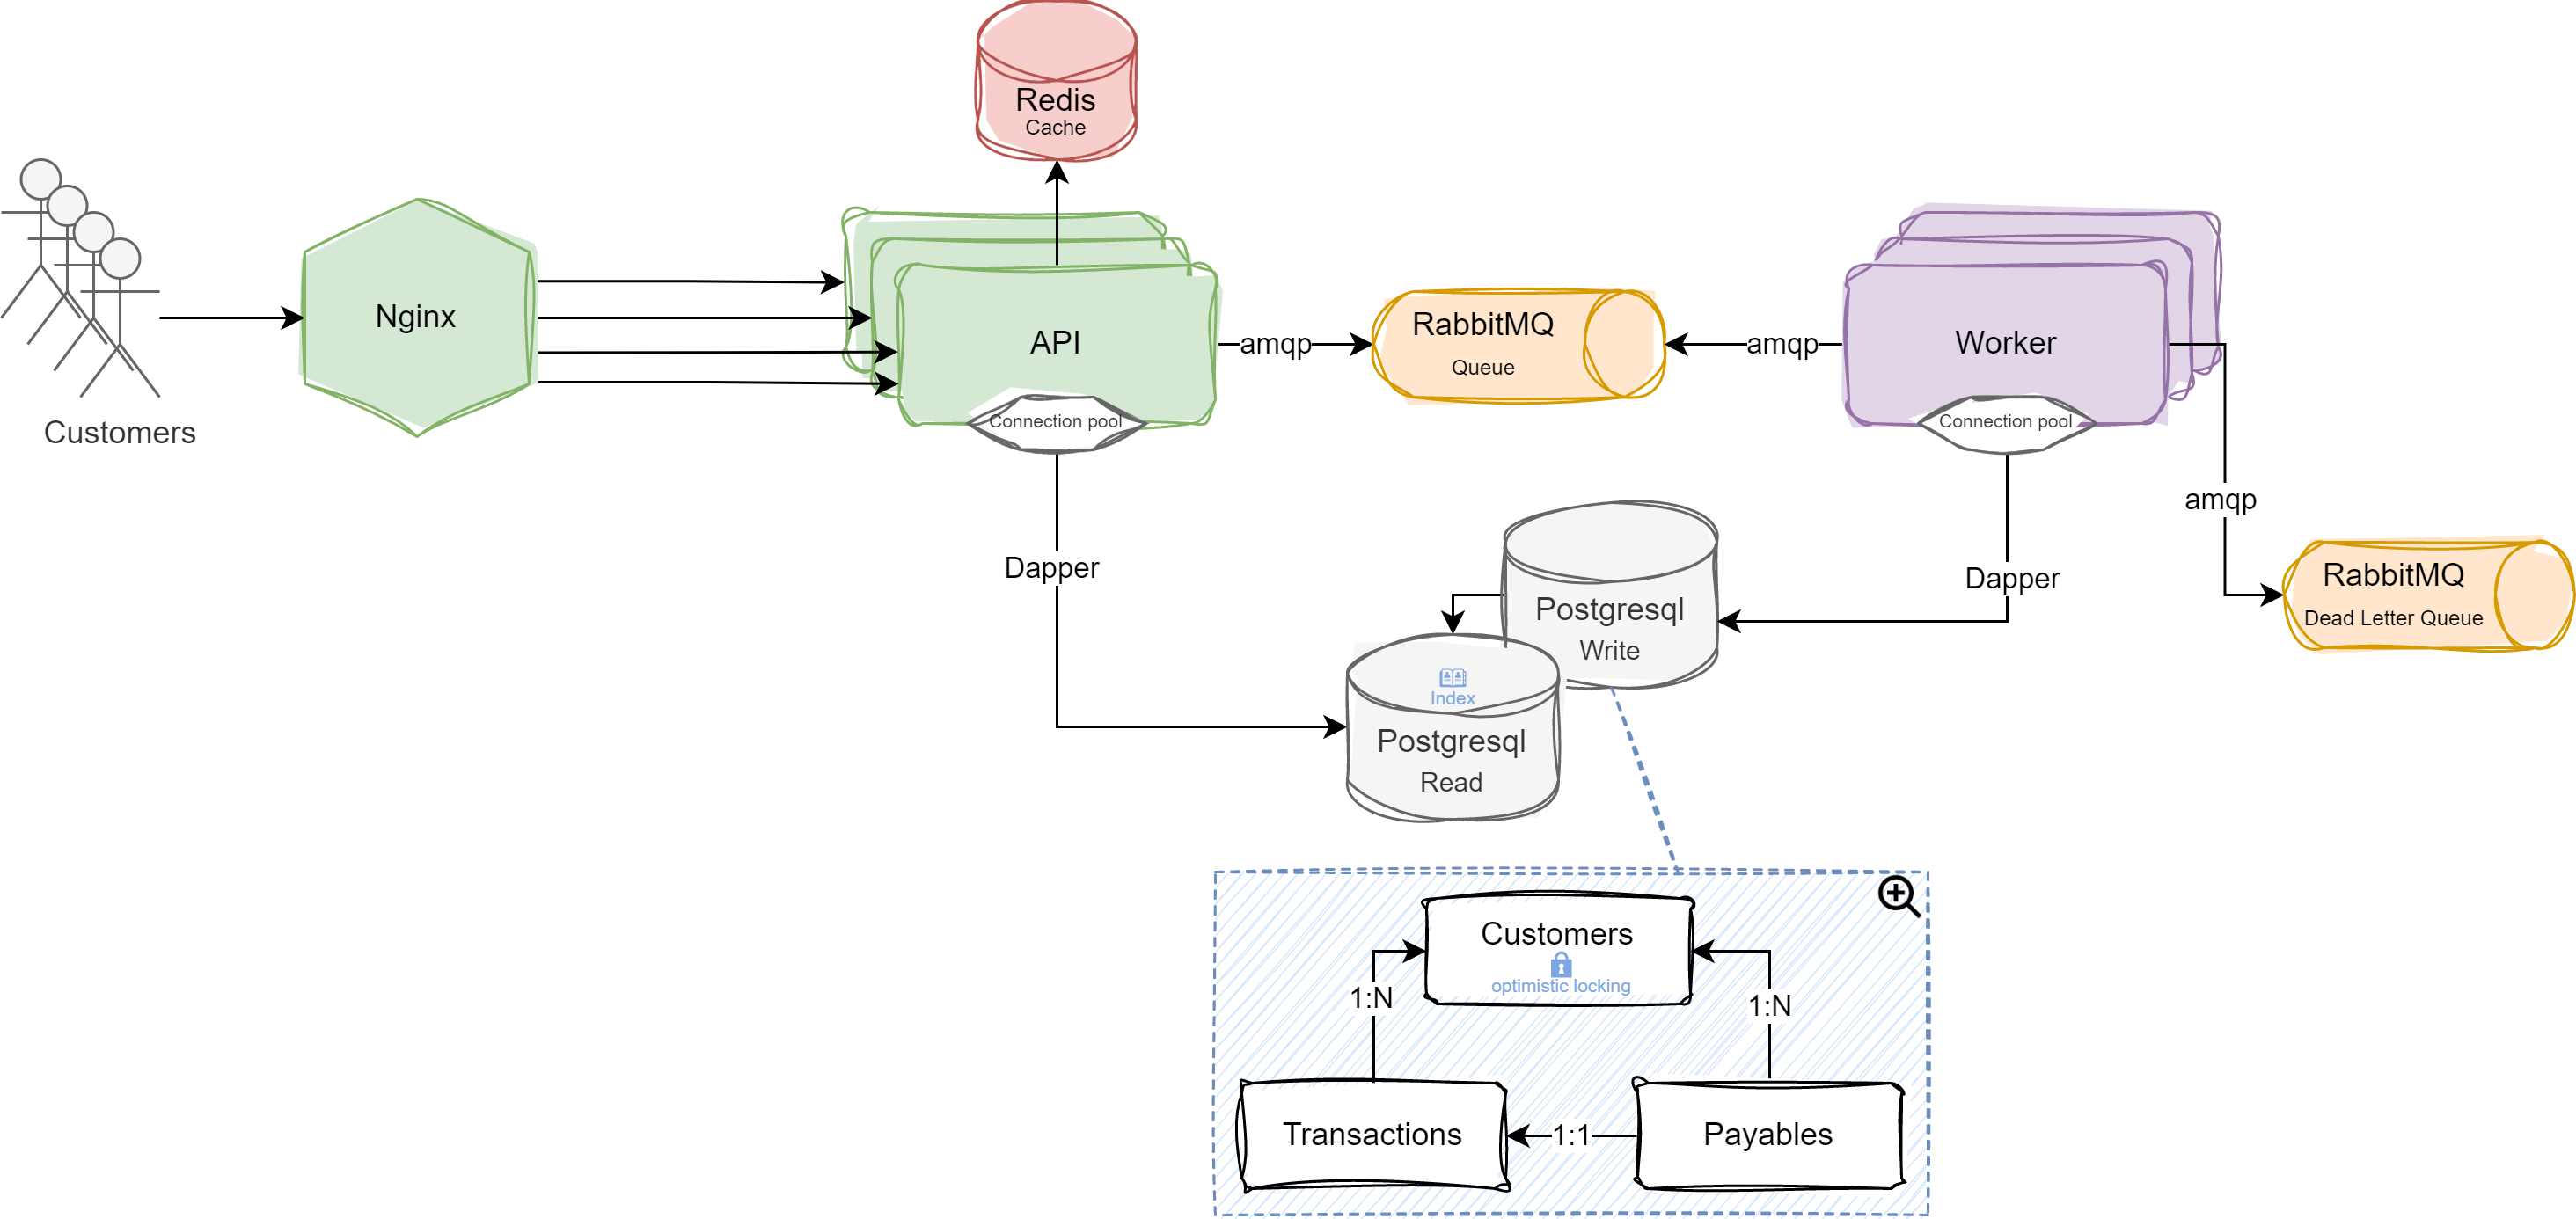 Redis
Cache
Customers
Nginx
API
Connection pool
amqp
RabbitMQ
Queue
amqp
Worker
Connection pool
amqp
RabbitMQ
Dead Letter Queue
Dapper
Dapper
Postgresql
Write
Index
Postgresql
Read
Customers
optimistic locking
1:N
1:N
Transactions
1:1
Payables